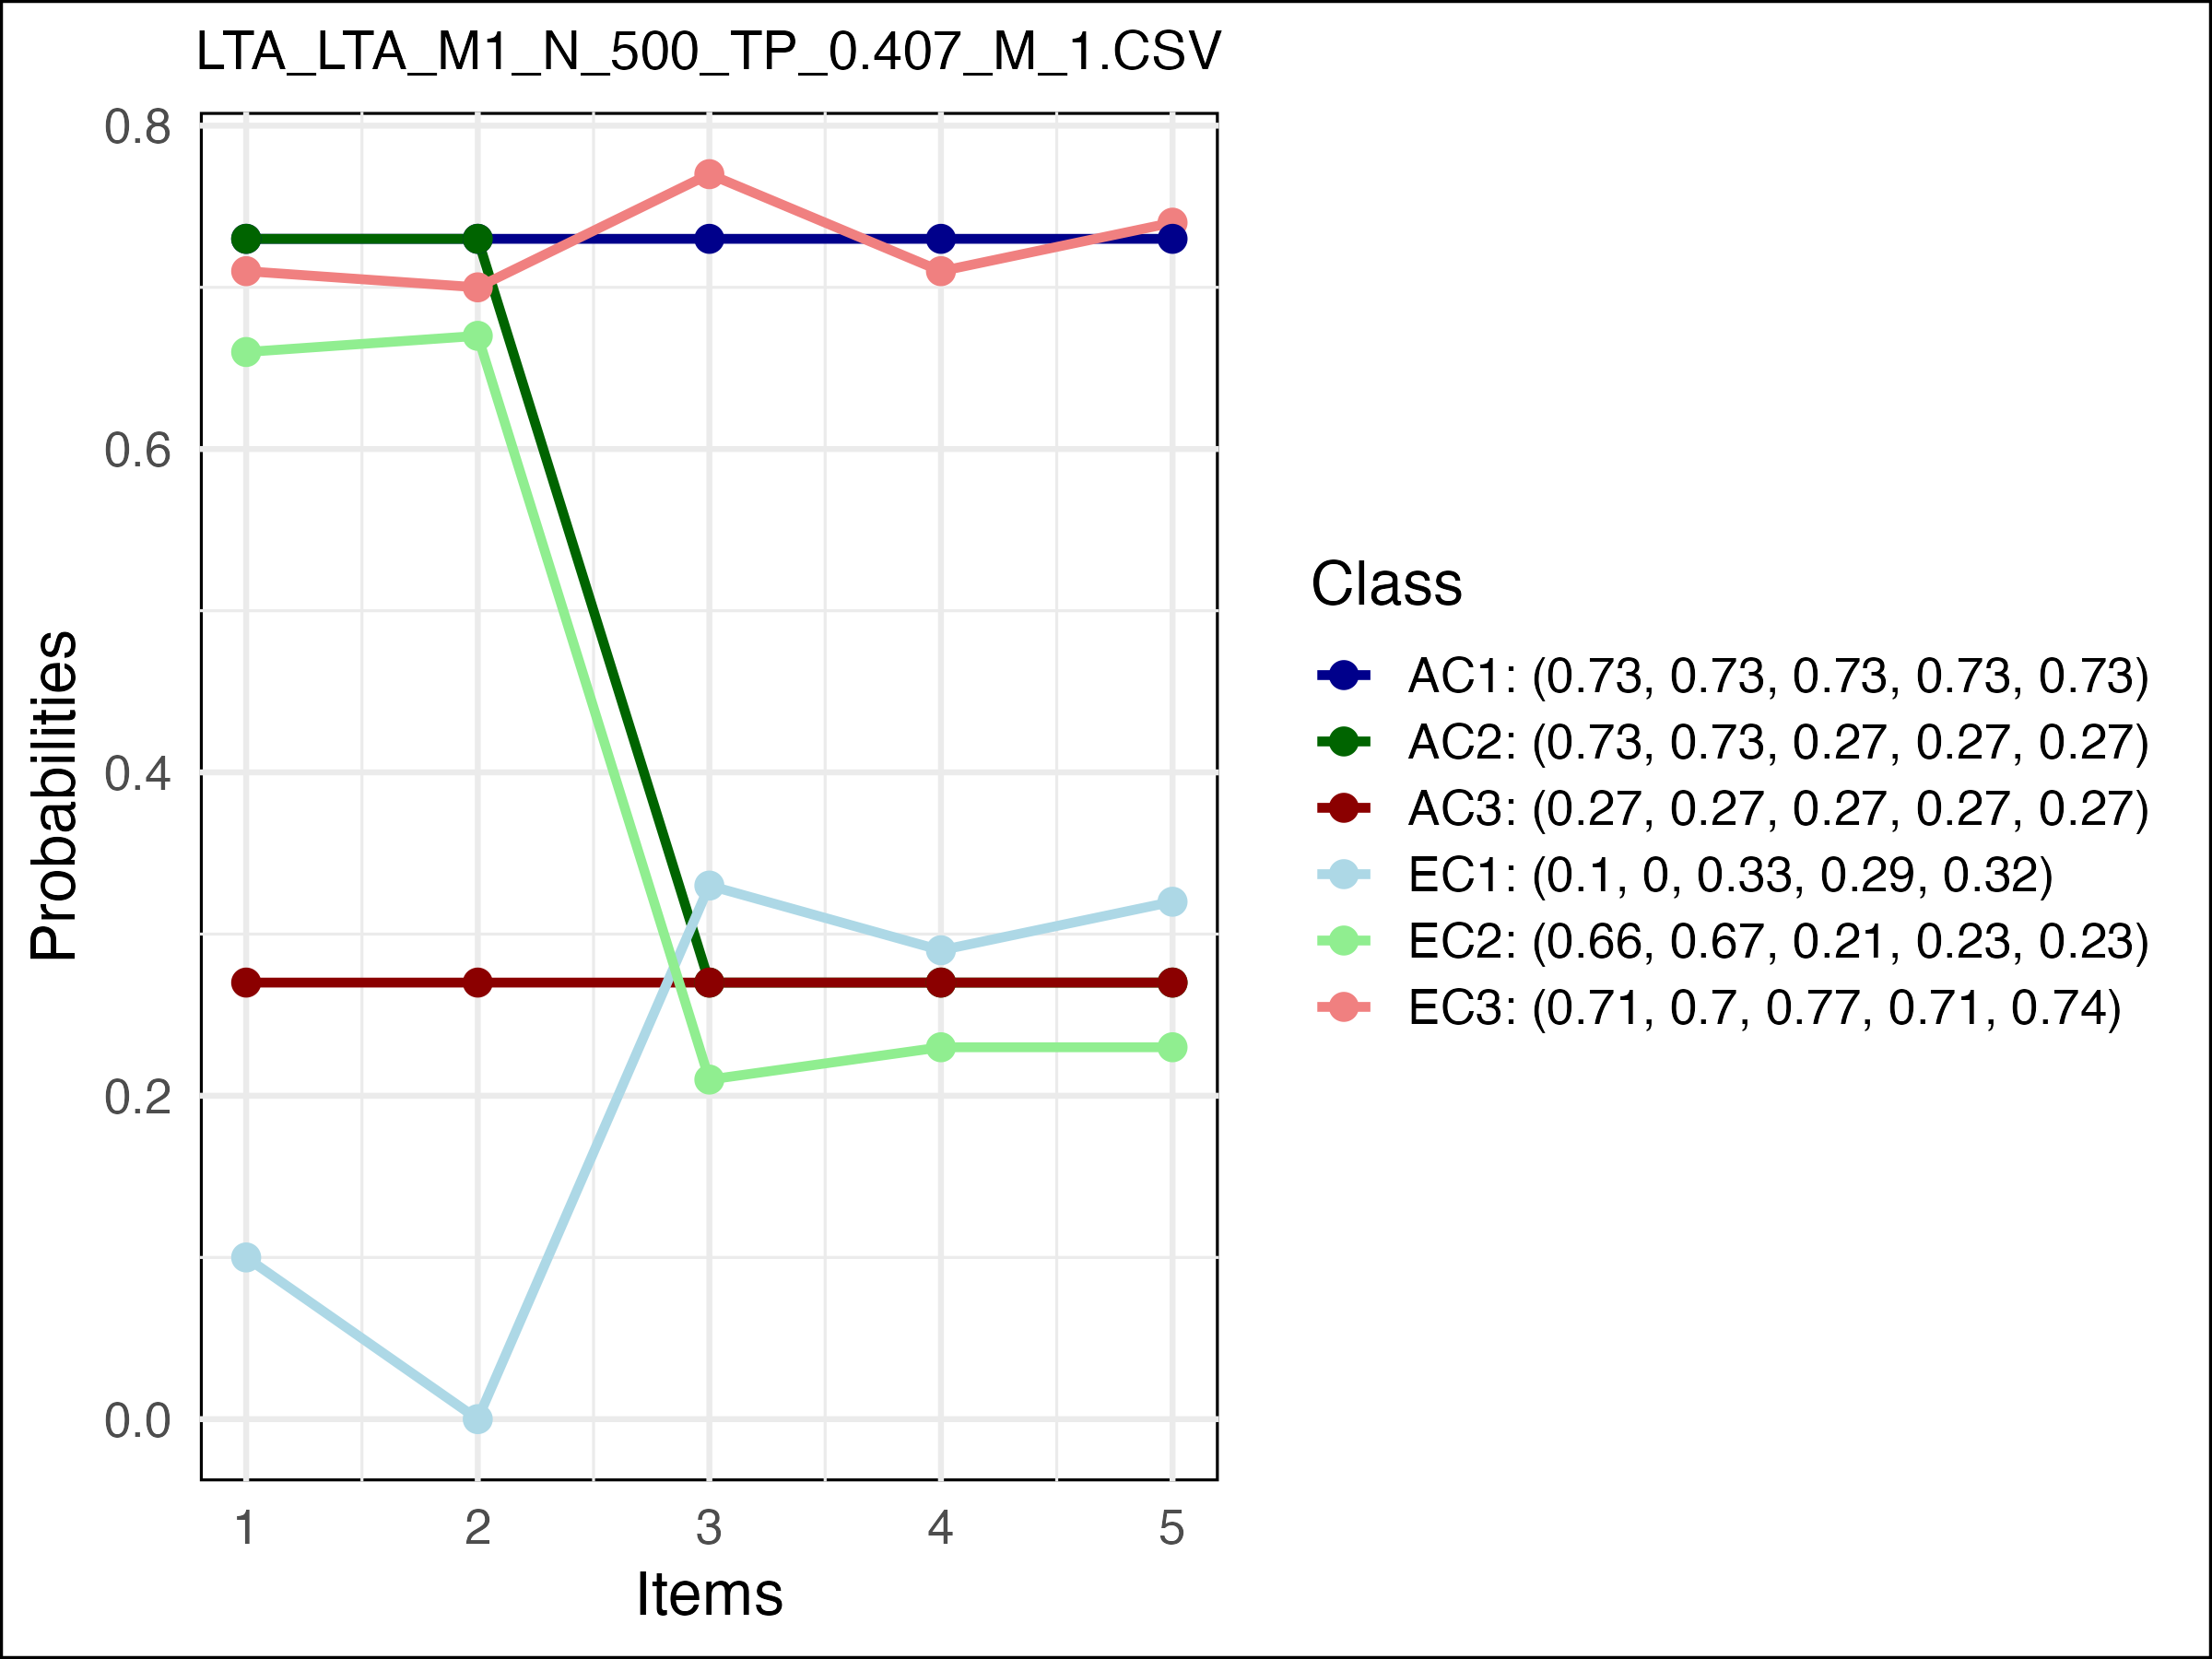 LTA_LTA_M1_N_500_TP_0.407_M_1.CSV
0.8
0.6
0.4
0.2
0.0
Probabilities
1 2 3 4 5
Items
Class
AC1: (0.73, 0.73, 0.73, 0.73, 0.73)
AC2: (0.73, 0.73, 0.27, 0.27, 0.27)
AC3: (0.27, 0.27, 0.27, 0.27, 0.27)
EC1: (0.1, 0, 0.33, 0.29, 0.32)
EC2: (0.66, 0.67, 0.21, 0.23, 0.23)
EC3: (0.71, 0.7, 0.77, 0.71, 0.74)